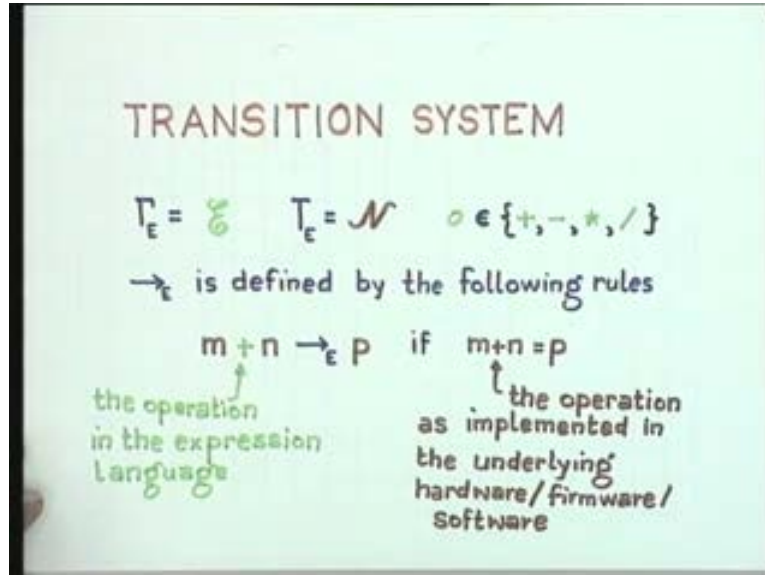 TRANSITION SYSTEM
Γ_E = ℰ T_E = 𝒩 o ∈ {+,-,*,/}
→_E is defined by the following rules
m + n →_E p if m+n=p
the operation
in the expression
language
the operation
as implemented in
the underlying
hardware/firmware/
software